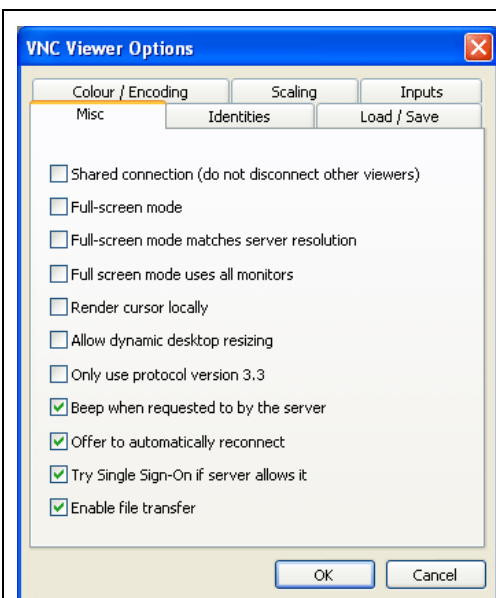 VNC Viewer Options
Colour / Encoding Scaling Inputs
Misc Identities Load / Save
Shared connection (do not disconnect other viewers)
Full-screen mode
Full-screen mode matches server resolution
Full screen mode uses all monitors
Render cursor locally
Allow dynamic desktop resizing
Only use protocol version 3.3
Beep when requested to by the server
Offer to automatically reconnect
Try Single Sign-On if server allows it
Enable file transfer
OK Cancel